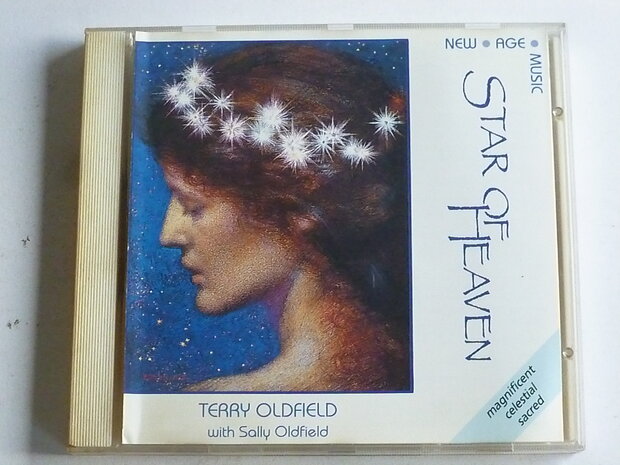 NEW • AGE • MUSIC
STAR OF HEAVEN
magnificent
celestial
sacred
TERRY OLDFIELD
with Sally Oldfield